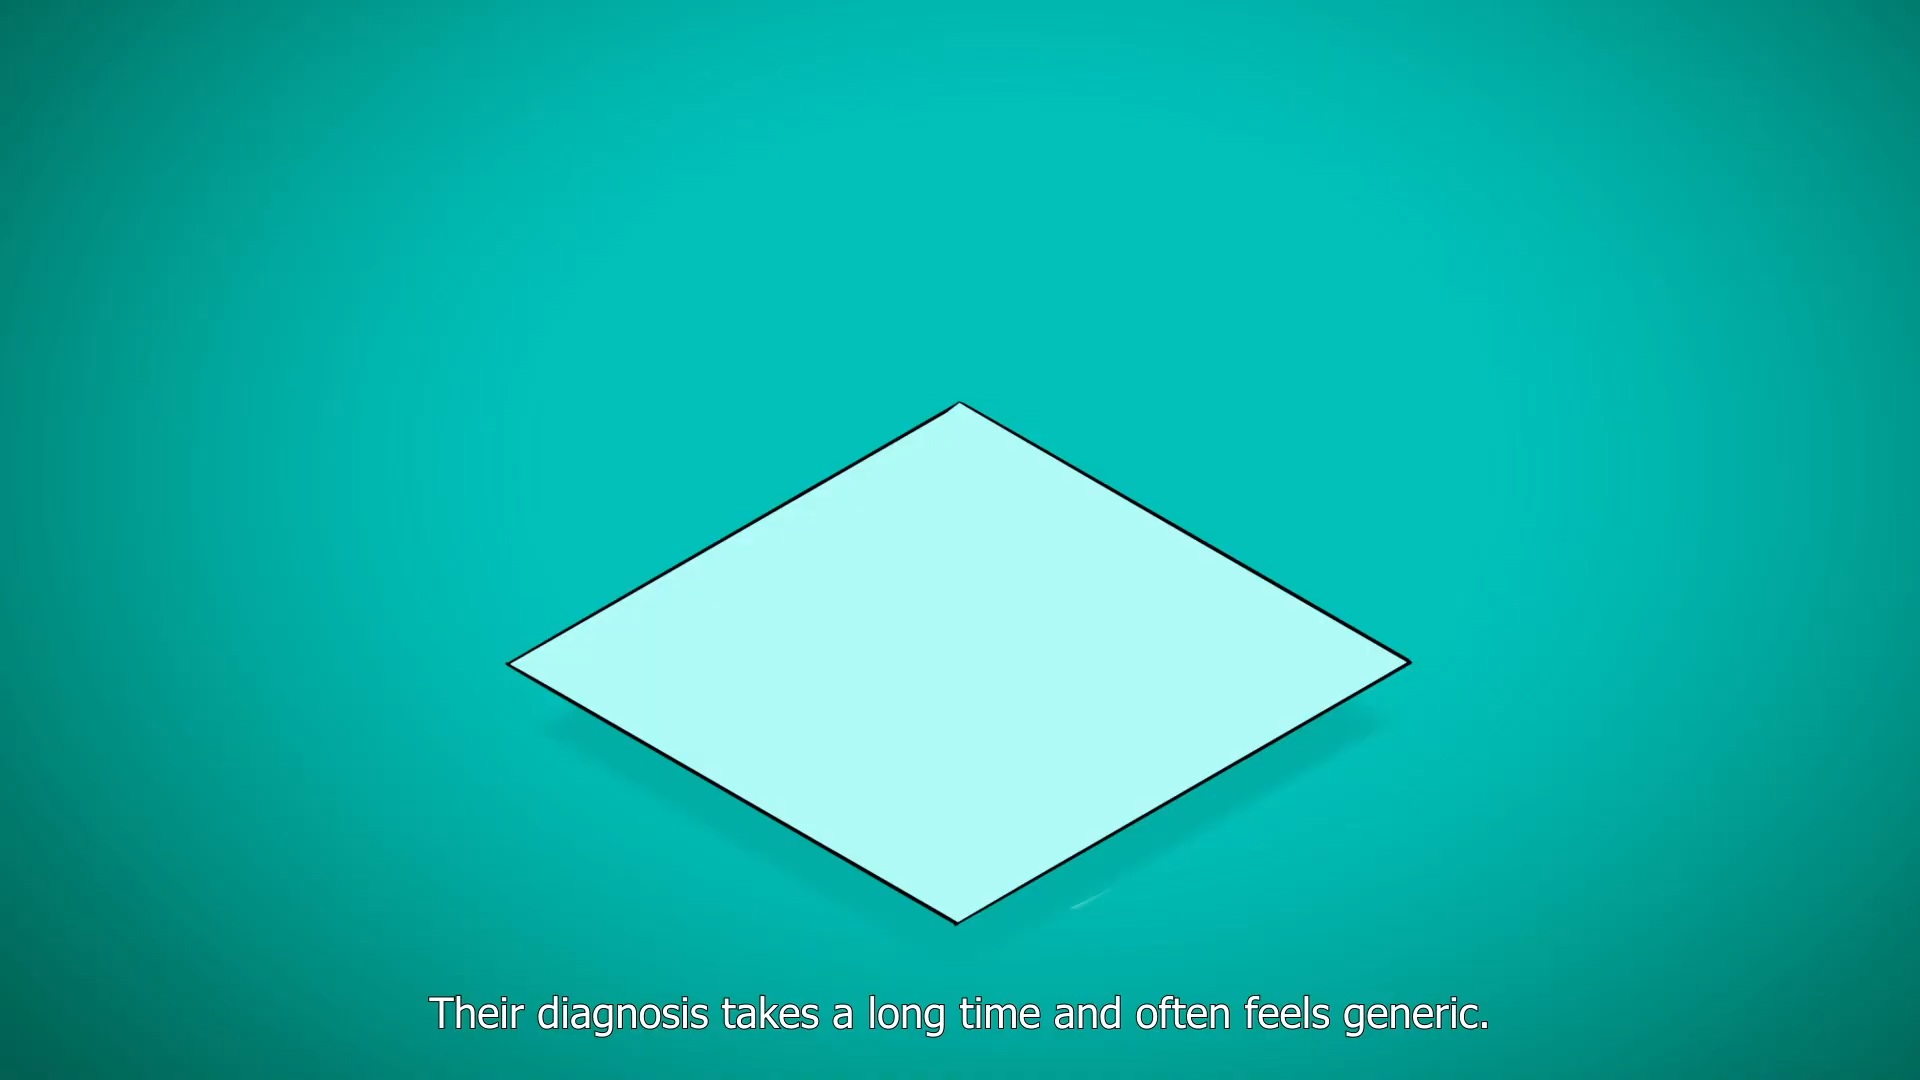 Their diagnosis takes a long time and often feels generic.